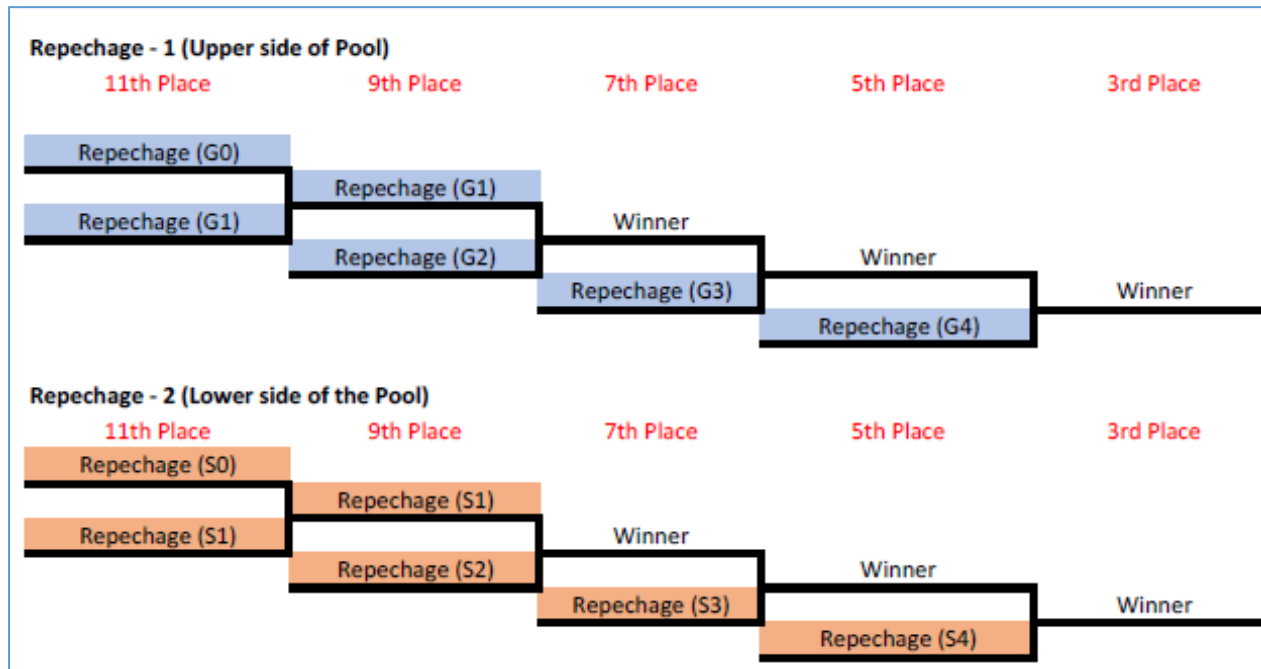 Repechage - 1 (Upper side of Pool)
11th Place 9th Place 7th Place 5th Place 3rd Place
Repechage (G0)
Repechage (G1)
Repechage (G1)
Winner
Repechage (G2)
Winner
Repechage (G3)
Winner
Repechage (G4)
Repechage - 2 (Lower side of the Pool)
11th Place 9th Place 7th Place 5th Place 3rd Place
Repechage (S0)
Repechage (S1)
Repechage (S1)
Winner
Repechage (S2)
Winner
Repechage (S3)
Winner
Repechage (S4)